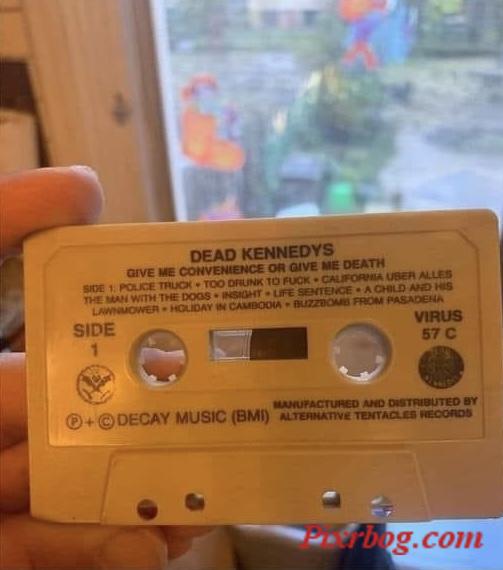 DEAD KENNEDYS
GIVE ME CONVENIENCE OR GIVE ME DEATH
SIDE 1: POLICE TRUCK • TOO DRUNK TO FUCK • CALIFORNIA UBER ALLES
THE MAN WITH THE DOGS • INSIGHT • LIFE SENTENCE • A CHILD AND HIS
LAWNMOWER • HOLIDAY IN CAMBODIA • BUZZBOMB FROM PASADENA
SIDE
1
VIRUS
57 C
Ⓟ + © DECAY MUSIC (BMI)
MANUFACTURED AND DISTRIBUTED BY
ALTERNATIVE TENTACLES RECORDS
Pixrbog.com